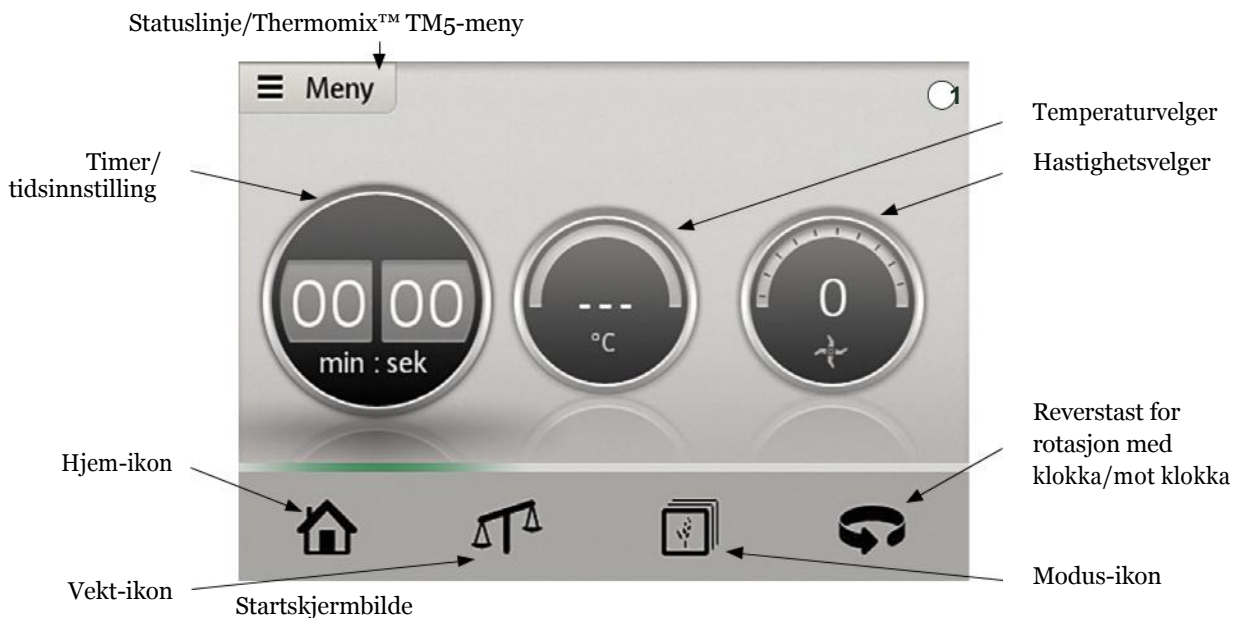 Statuslinje/Thermomix™ TM5-meny
Meny
1
Temperaturvelger
Hastighetsvelger
Timer/
tidsinnstilling
00 00
min : sek
---
°C
0
Reverstast for
rotasjon med
klokka/mot klokka
Hjem-ikon
Vekt-ikon
Modus-ikon
Startskjermbilde